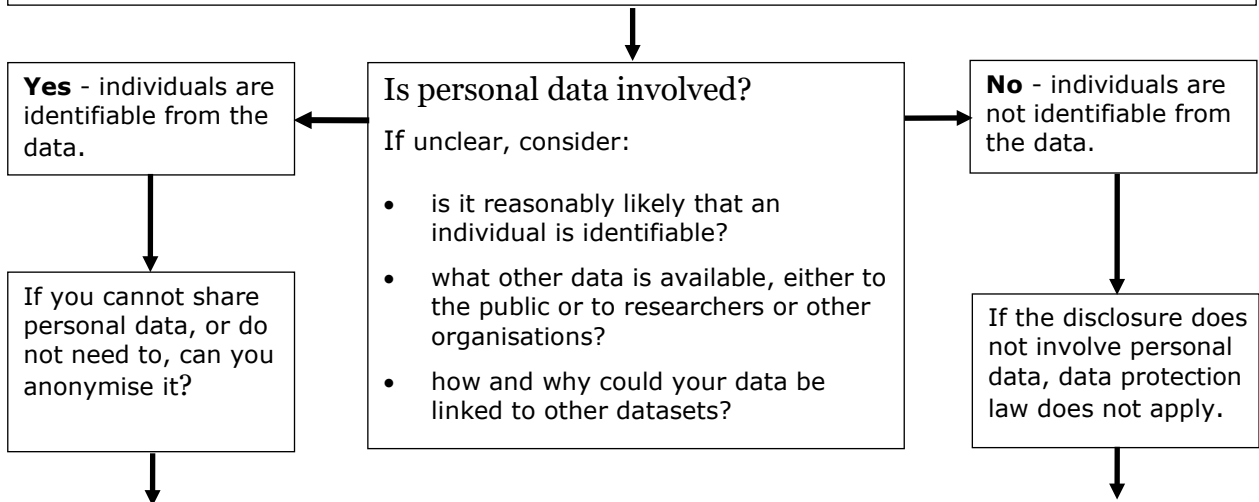 Yes - individuals are
identifiable from the
data.
Is personal data involved?
If unclear, consider:
• is it reasonably likely that an
individual is identifiable?
• what other data is available, either to
the public or to researchers or other
organisations?
• how and why could your data be
linked to other datasets?
No - individuals are
not identifiable from
the data.
If you cannot share
personal data, or do
not need to, can you
anonymise it?
If the disclosure does
not involve personal
data, data protection
law does not apply.